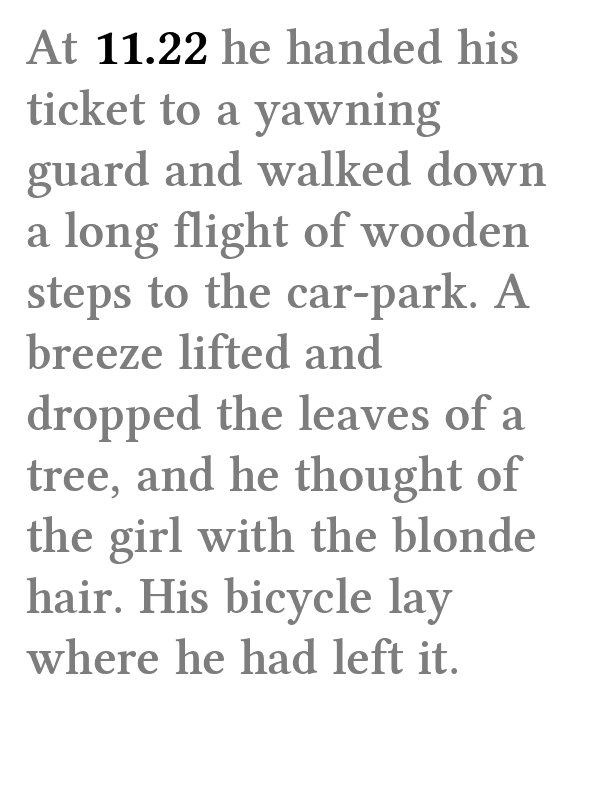 At 11.22 he handed his
ticket to a yawning
guard and walked down
a long flight of wooden
steps to the car-park. A
breeze lifted and
dropped the leaves of a
tree, and he thought of
the girl with the blonde
hair. His bicycle lay
where he had left it.